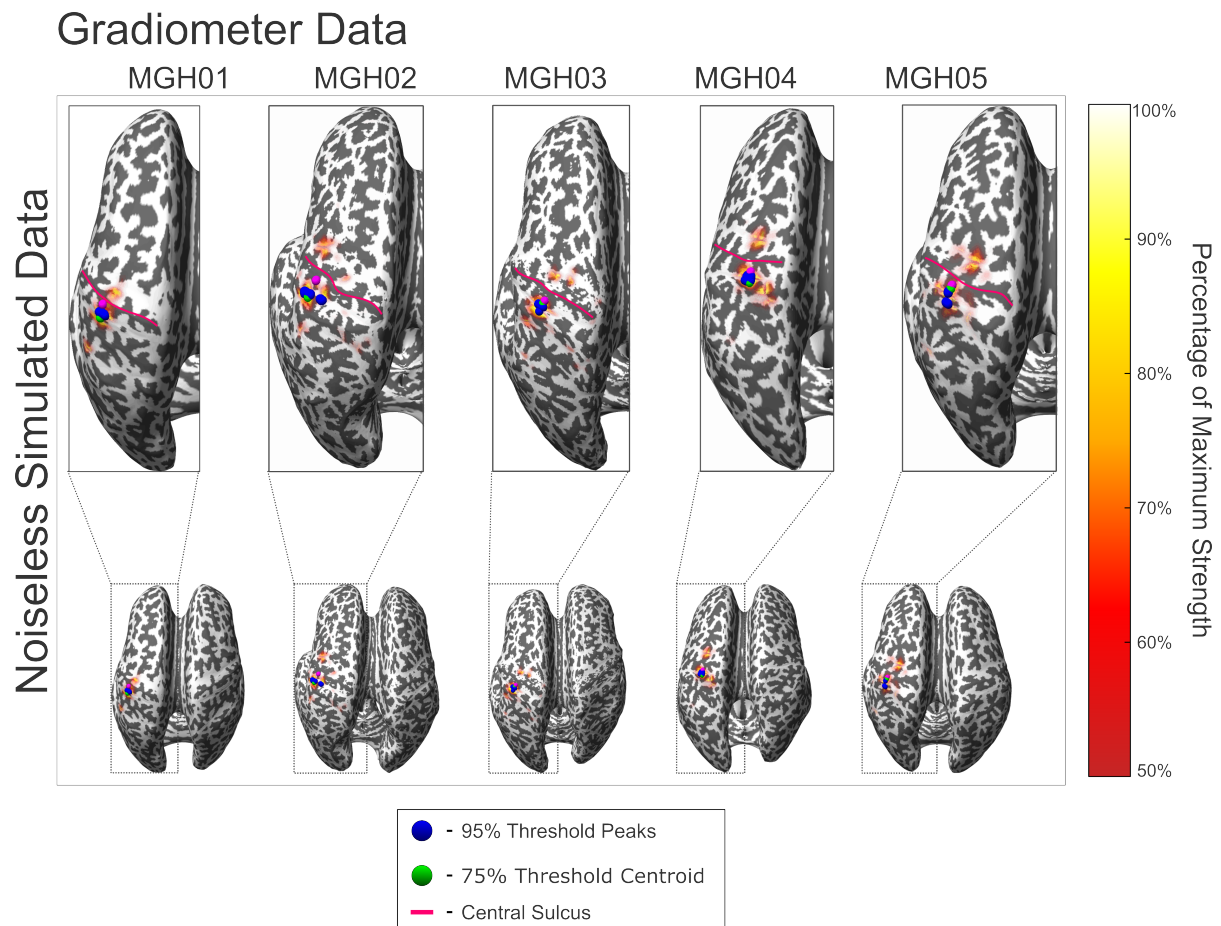 Gradiometer Data
MGH01 MGH02 MGH03 MGH04 MGH05
Noiseless Simulated Data
100%
90%
80%
70%
60%
50%
Percentage of Maximum Strength
- 95% Threshold Peaks
- 75% Threshold Centroid
- Central Sulcus